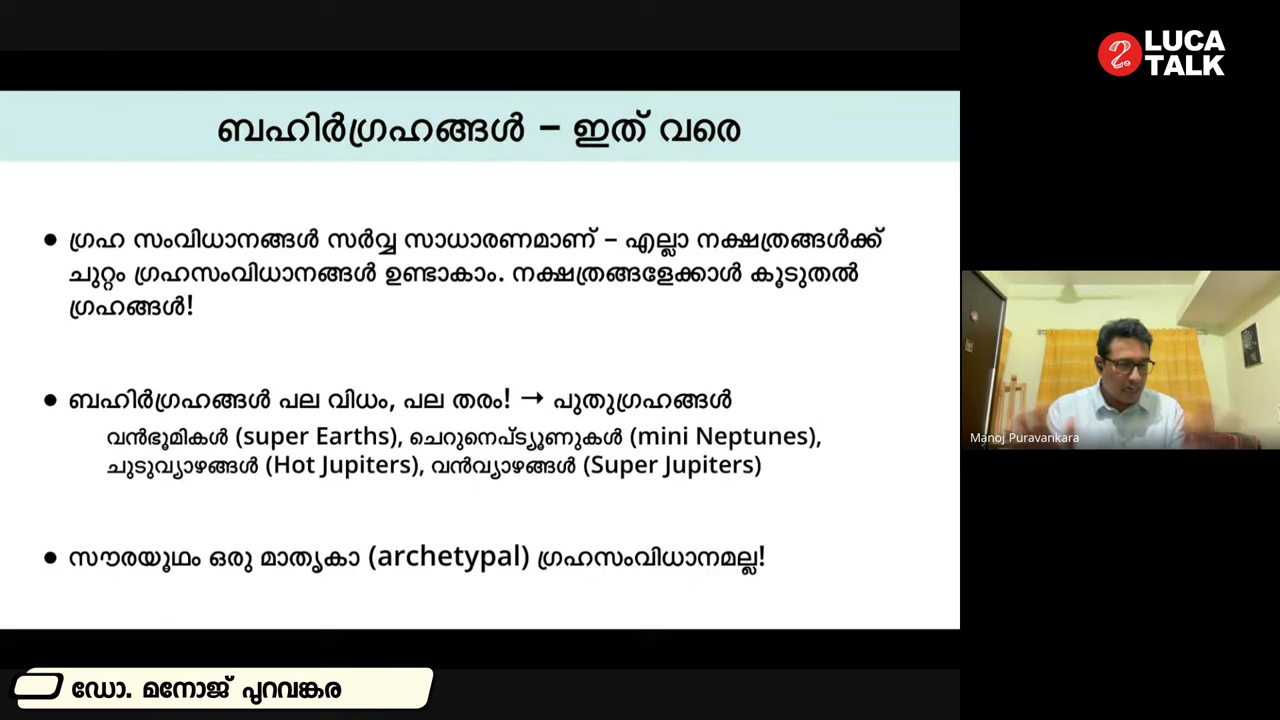 LUCA
TALK
ബഹിർഗ്രഹങ്ങൾ – ഇത് വരെ
● ഗ്രഹ സംവിധാനങ്ങൾ സർവ്വ സാധാരണമാണ് – എല്ലാ നക്ഷത്രങ്ങൾക്ക്
ചുറ്റും ഗ്രഹസംവിധാനങ്ങൾ ഉണ്ടാകാം. നക്ഷത്രങ്ങളേക്കാൾ കൂടുതൽ
ഗ്രഹങ്ങൾ!
● ബഹിർഗ്രഹങ്ങൾ പല വിധം, പല തരം! → പുതുഗ്രഹങ്ങൾ
വൻഭൂമികൾ (super Earths), ചെറുനെപ്ട്യൂണുകൾ (mini Neptunes),
ചുടുവ്യാഴങ്ങൾ (Hot Jupiters), വൻവ്യാഴങ്ങൾ (Super Jupiters)
● സൗരയൂഥം ഒരു മാതൃകാ (archetypal) ഗ്രഹസംവിധാനമല്ല!
Manoj Puravankara
ഡോ. മനോജ് പുറവങ്കര